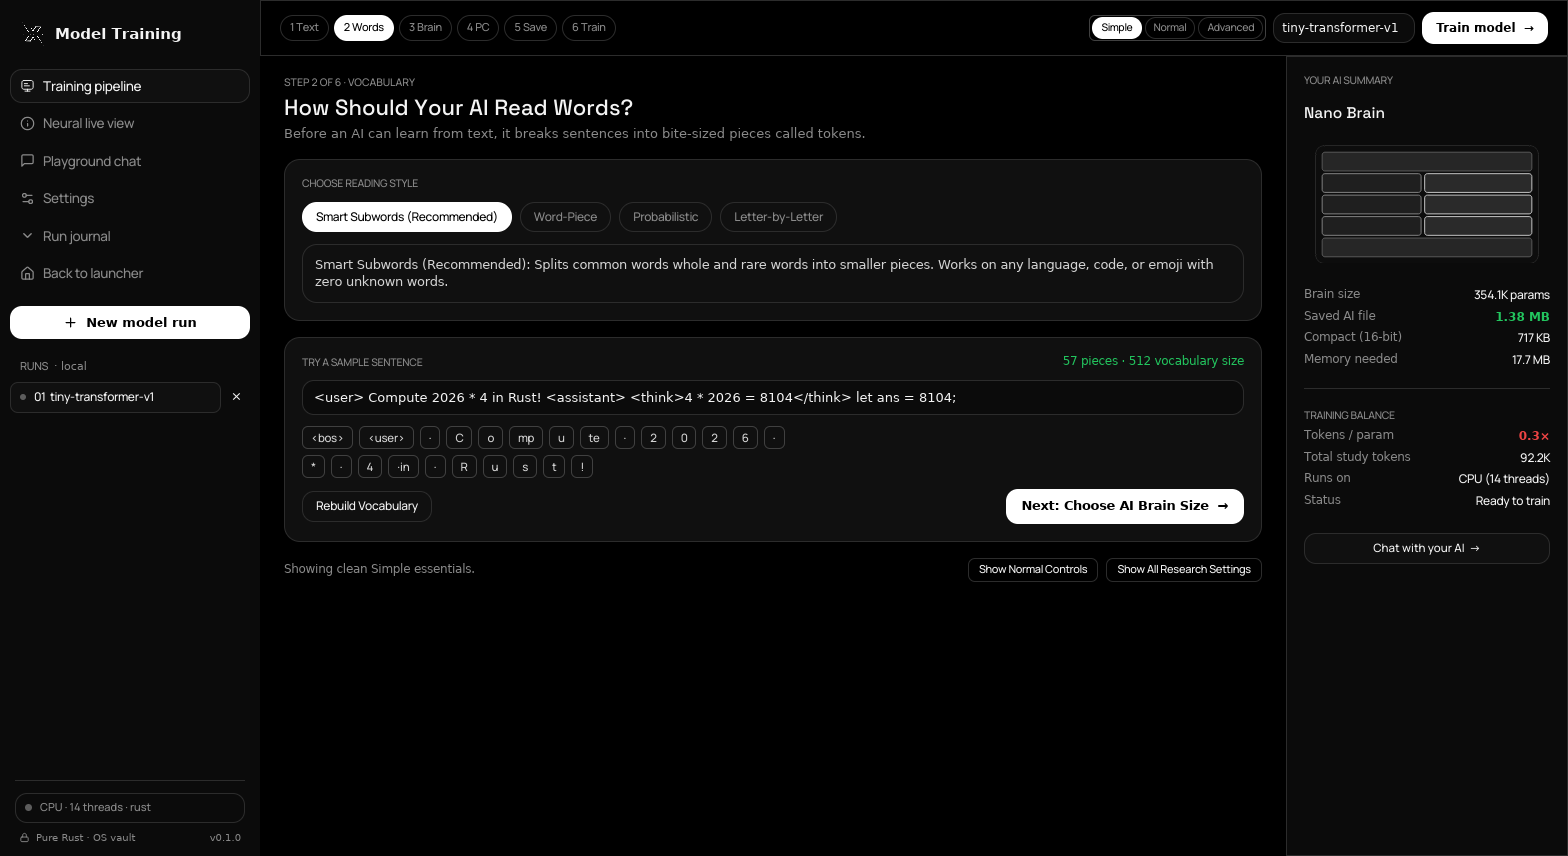 Model Training
Training pipeline
Neural live view
Playground chat
Settings
Run journal
Back to launcher
+ New model run
RUNS · local
01 tiny-transformer-v1 ×
CPU · 14 threads · rust
Pure Rust · OS vault v0.1.0
1 Text 2 Words 3 Brain 4 PC 5 Save 6 Train
Simple Normal Advanced tiny-transformer-v1 Train model →
STEP 2 OF 6 · VOCABULARY
How Should Your AI Read Words?
Before an AI can learn from text, it breaks sentences into bite-sized pieces called tokens.
CHOOSE READING STYLE
Smart Subwords (Recommended) Word-Piece Probabilistic Letter-by-Letter
Smart Subwords (Recommended): Splits common words whole and rare words into smaller pieces. Works on any language, code, or emoji with
zero unknown words.
TRY A SAMPLE SENTENCE 57 pieces · 512 vocabulary size
<user> Compute 2026 * 4 in Rust! <assistant> <think>4 * 2026 = 8104</think> let ans = 8104;
<bos> <user> · C o mp u te · 2 0 2 6 ·
* · 4 ·in · R u s t !
Rebuild Vocabulary Next: Choose AI Brain Size →
Showing clean Simple essentials. Show Normal Controls Show All Research Settings
YOUR AI SUMMARY
Nano Brain
Brain size 354.1K params
Saved AI file 1.38 MB
Compact (16-bit) 717 KB
Memory needed 17.7 MB
TRAINING BALANCE
Tokens / param 0.3×
Total study tokens 92.2K
Runs on CPU (14 threads)
Status Ready to train
Chat with your AI →